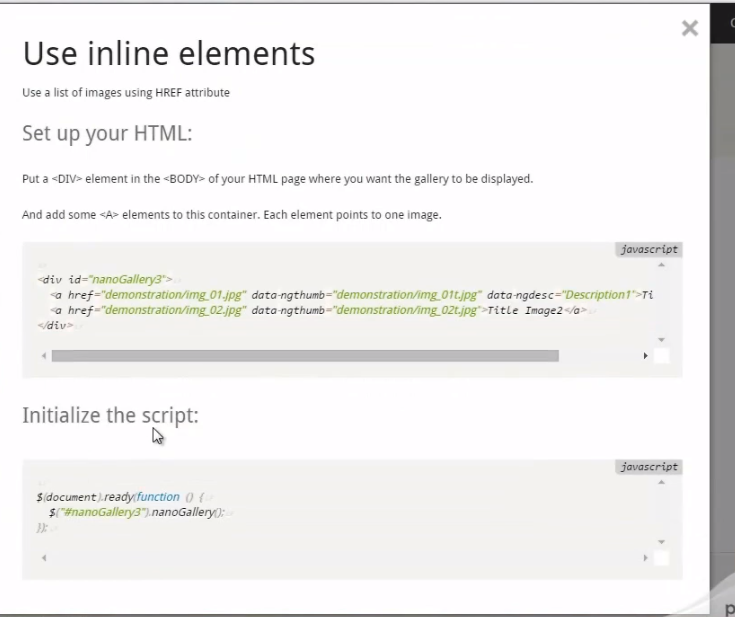 Use inline elements
Use a list of images using HREF attribute
Set up your HTML:
Put a <DIV> element in the <BODY> of your HTML page where you want the gallery to be displayed.
And add some <A> elements to this container. Each element points to one image.
javascript
<div id="nanoGallery3">
<a href="demonstration/img_01.jpg" data-ngthumb="demonstration/img_01t.jpg" data-ngdesc="Description1">Ti
<a href="demonstration/img_02.jpg" data-ngthumb="demonstration/img_02t.jpg">Title Image2</a>
</div>
Initialize the script:
javascript
$(document).ready(function () {
$("#nanoGallery3").nanoGallery();
});